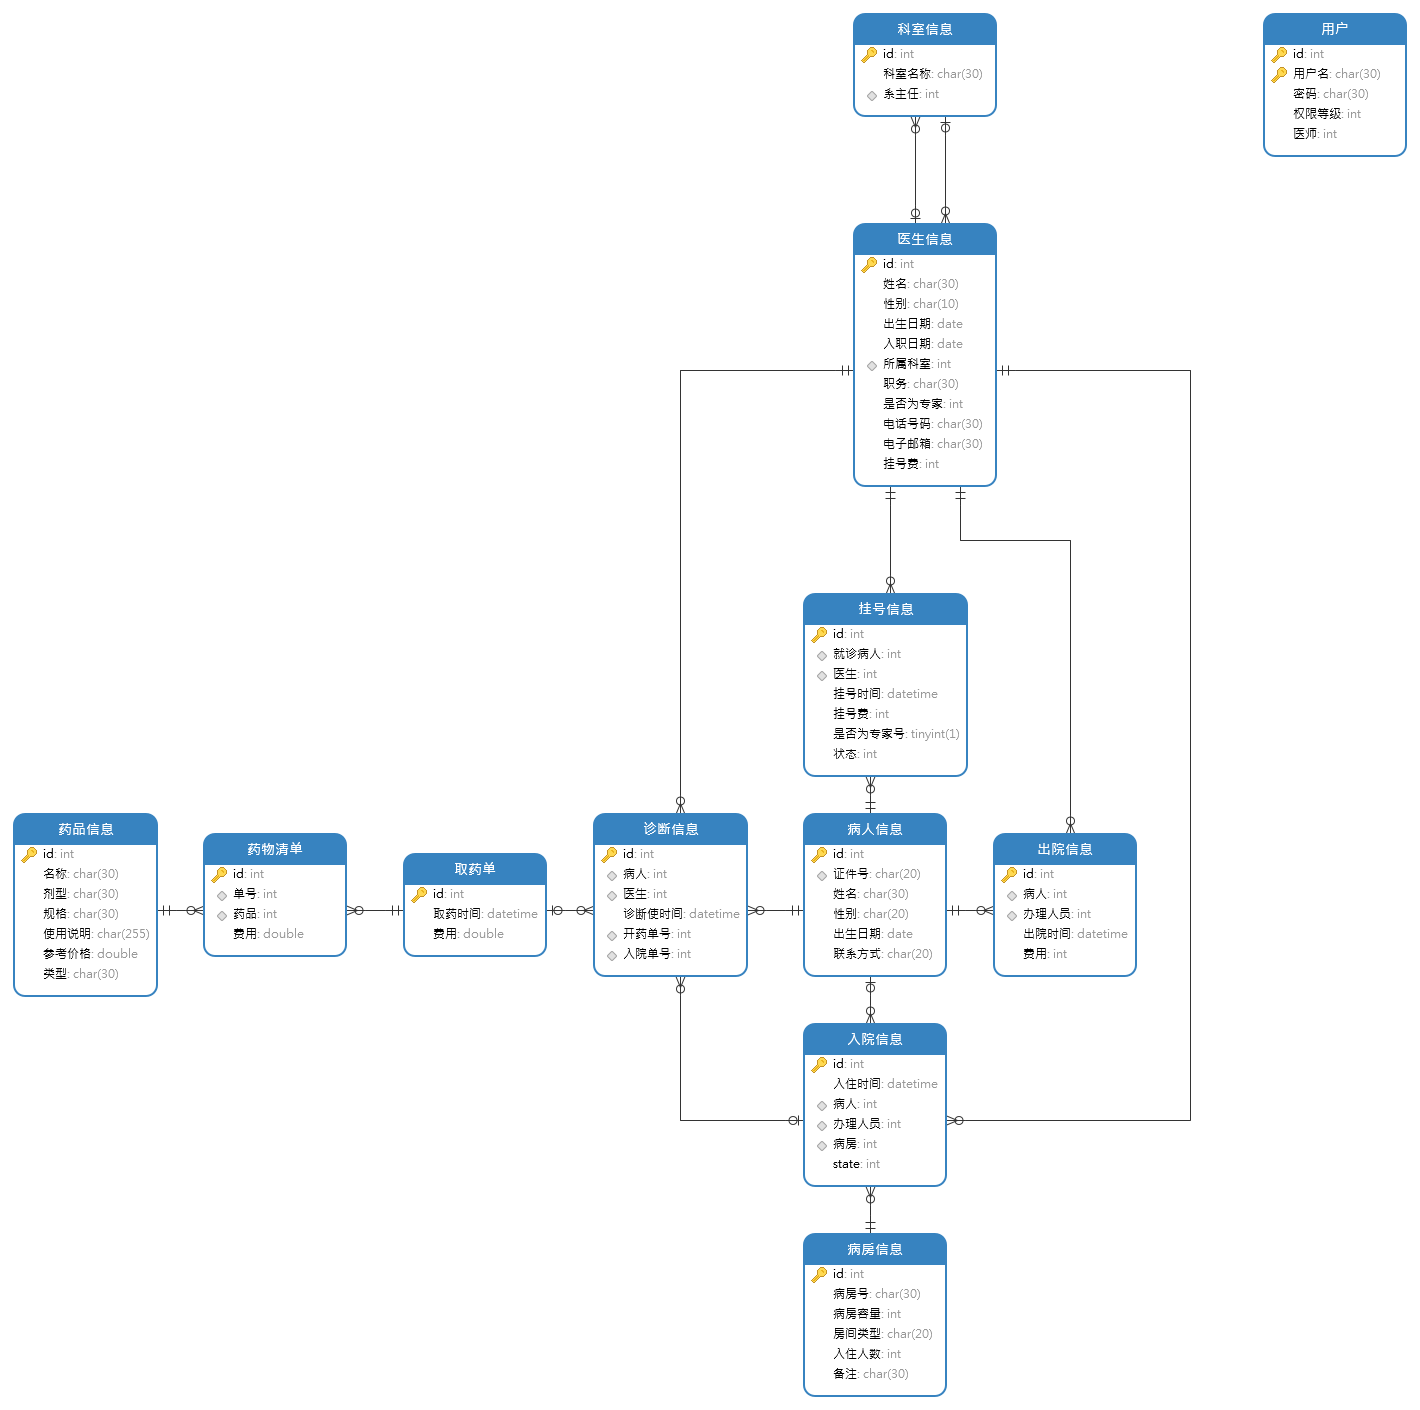 科室信息
id: int
科室名称: char(30)
系主任: int
用户
id: int
用户名: char(30)
密码: char(30)
权限等级: int
医师: int
医生信息
id: int
姓名: char(30)
性别: char(10)
出生日期: date
入职日期: date
所属科室: int
职务: char(30)
是否为专家: int
电话号码: char(30)
电子邮箱: char(30)
挂号费: int
挂号信息
id: int
就诊病人: int
医生: int
挂号时间: datetime
挂号费: int
是否为专家号: tinyint(1)
状态: int
药品信息
id: int
名称: char(30)
剂型: char(30)
规格: char(30)
使用说明: char(255)
参考价格: double
类型: char(30)
药物清单
id: int
单号: int
药品: int
费用: double
取药单
id: int
取药时间: datetime
费用: double
诊断信息
id: int
病人: int
医生: int
诊断使时间: datetime
开药单号: int
入院单号: int
病人信息
id: int
证件号: char(20)
姓名: char(30)
性别: char(20)
出生日期: date
联系方式: char(20)
出院信息
id: int
病人: int
办理人员: int
出院时间: datetime
费用: int
入院信息
id: int
入住时间: datetime
病人: int
办理人员: int
病房: int
state: int
病房信息
id: int
病房号: char(30)
病房容量: int
房间类型: char(20)
入住人数: int
备注: char(30)